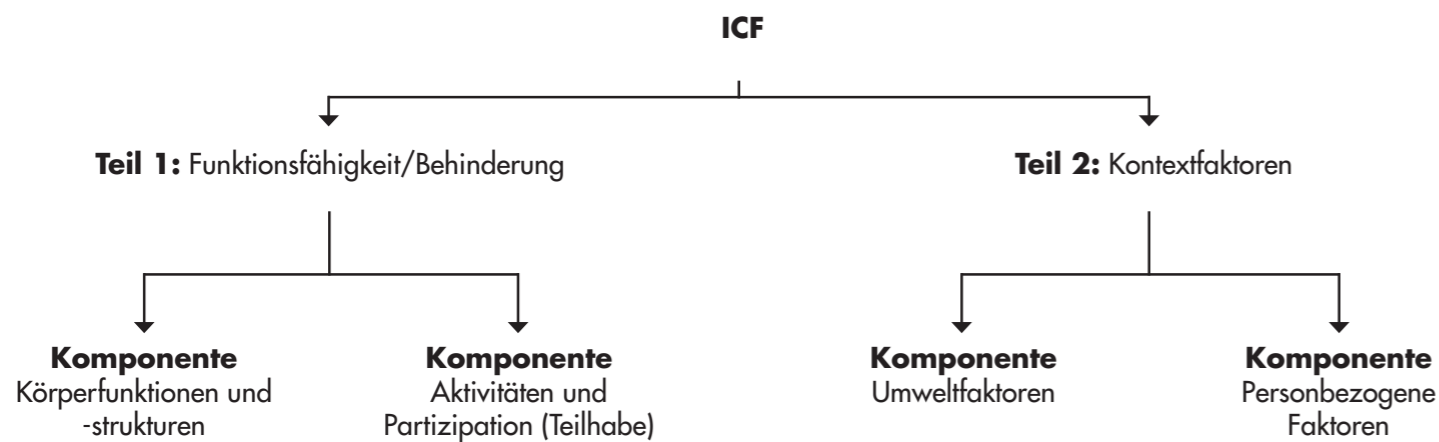 ICF
Teil 1: Funktionsfähigkeit/Behinderung
Teil 2: Kontextfaktoren
Komponente
Körperfunktionen und
-strukturen
Komponente
Aktivitäten und
Partizipation (Teilhabe)
Komponente
Umweltfaktoren
Komponente
Personbezogene
Faktoren